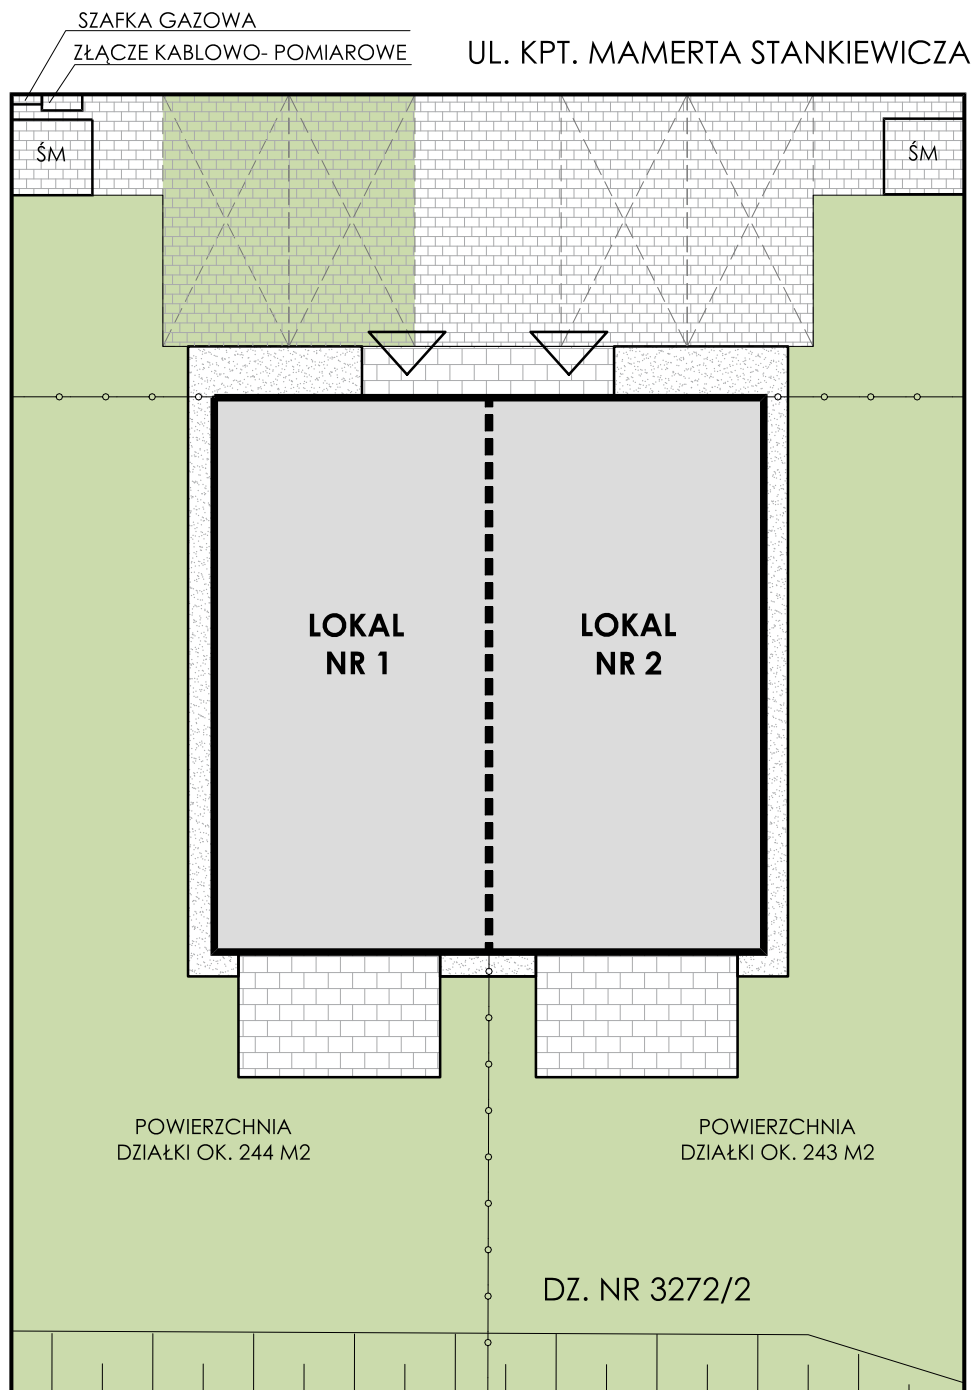 SZAFKA GAZOWA
ZŁĄCZE KABLOWO- POMIAROWE
UL. KPT. MAMERTA STANKIEWICZA
ŚM
ŚM
LOKAL
NR 1
LOKAL
NR 2
POWIERZCHNIA
DZIAŁKI OK. 244 M2
POWIERZCHNIA
DZIAŁKI OK. 243 M2
DZ. NR 3272/2